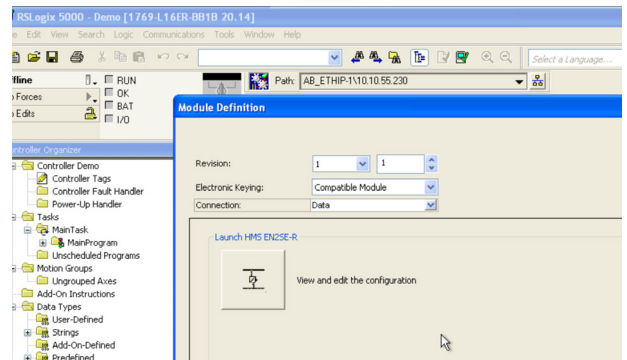 RSLogix 5000 - Demo [1769-L16ER-BB1B 20.14]
Edit View Search Logic Communications Tools Window Help
Select a Language...
RUN
OK
BAT
I/O
Forces
Edits
Path: AB_ETHIP-1\10.10.55.230
Module Definition
Controller Demo
Controller Tags
Controller Fault Handler
Power-Up Handler
Tasks
MainTask
MainProgram
Unscheduled Programs
Motion Groups
Ungrouped Axes
Add-On Instructions
Data Types
User-Defined
Strings
Add-On-Defined
Predefined
Revision: 1 1
Electronic Keying: Compatible Module
Connection: Data
Launch HMS EN2SE-R
View and edit the configuration